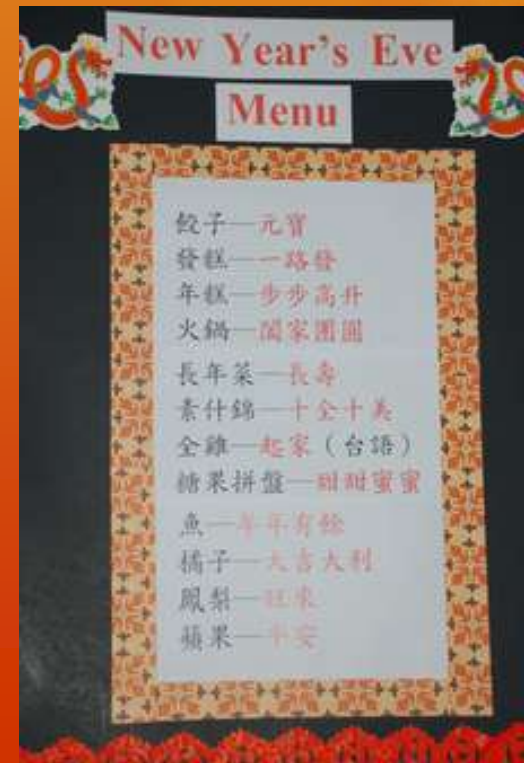 New Year's Eve
Menu
餃子—元寶
發糕—一路發
年糕—步步高升
火鍋—闔家團圓
長年菜—長壽
素什錦—十全十美
全雞—起家(台語)
糖果拼盤—甜甜蜜蜜
魚—年年有餘
橘子—大吉大利
鳳梨—旺來
蘋果—平安